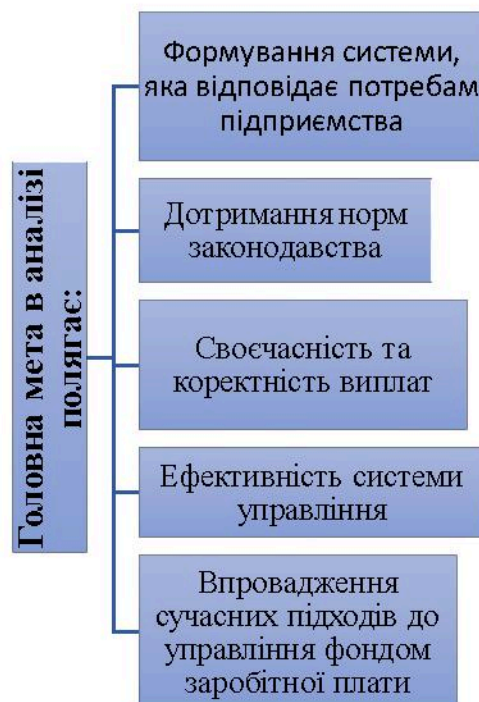 Головна мета в аналізі
полягає:
Формування системи,
яка відповідає потребам
підприємства
Дотримання норм
законодавства
Своєчасність та
коректність виплат
Ефективність системи
управління
Впровадження
сучасних підходів до
управління фондом
заробітної плати